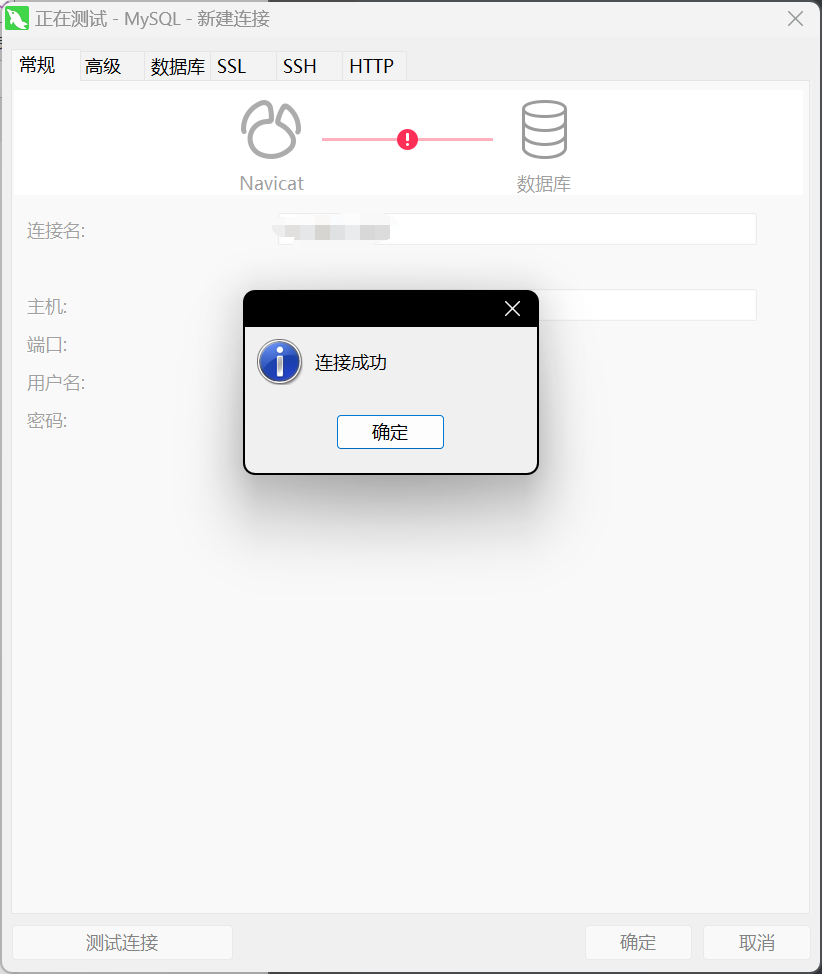 正在测试 - MySQL - 新建连接
常规 高级 数据库 SSL SSH HTTP
Navicat 数据库
连接名:
主机:
连接成功
端口:
用户名:
密码:
确定
测试连接 确定 取消